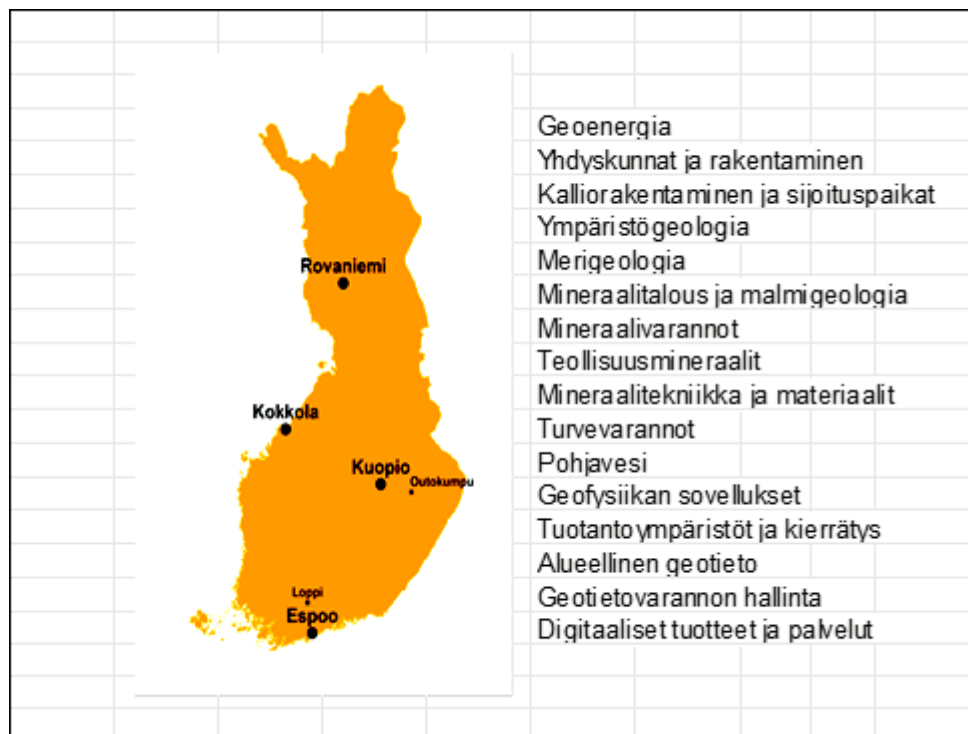 Rovaniemi
Kokkola
Kuopio
Outokumpu
Loppi
Espoo
Geoenergia
Yhdyskunnat ja rakentaminen
Kalliorakentaminen ja sijoituspaikat
Ympäristögeologia
Merigeologia
Mineraalitalous ja malmigeologia
Mineraalivarannot
Teollisuusmineraalit
Mineraalitekniikka ja materiaalit
Turvevarannot
Pohjavesi
Geofysiikan sovellukset
Tuotantoympäristöt ja kierrätys
Alueellinen geotieto
Geotietovarannon hallinta
Digitaaliset tuotteet ja palvelut